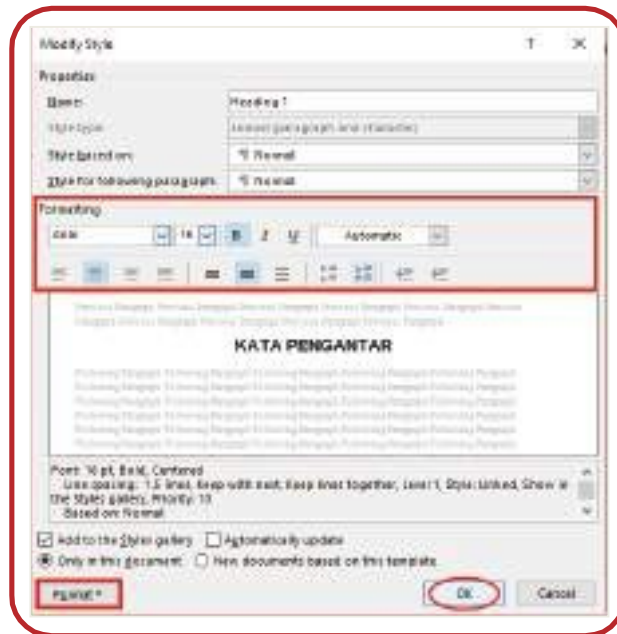 Modify Style ? ×
Properties
Name: Heading 1
Style type: Linked (paragraph and character)
Style based on: ¶ Normal
Style for following paragraph: ¶ Normal
Formatting
Arial 16 B I U Automatic
KATA PENGANTAR
Font: 16 pt, Bold, Centered
Line spacing: 1,5 lines, Keep with next, Keep lines together, Level 1, Style: Linked, Show in
the Styles gallery, Priority: 10
Based on: Normal
Add to the Styles gallery Automatically update
Only in this document New documents based on this template
Format OK Cancel